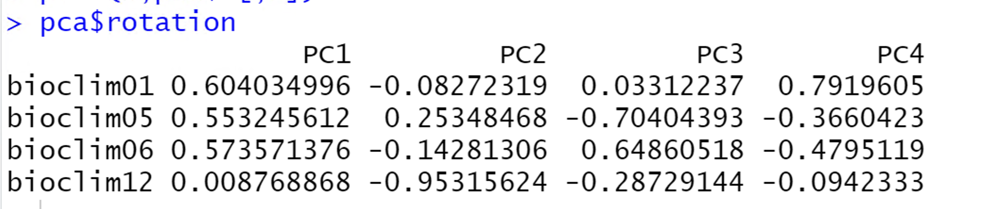 > pca$rotation
PC1 PC2 PC3 PC4
bioclim01 0.604034996 -0.08272319 0.03312237 0.7919605
bioclim05 0.553245612 0.25348468 -0.70404393 -0.3660423
bioclim06 0.573571376 -0.14281306 0.64860518 -0.4795119
bioclim12 0.008768868 -0.95315624 -0.28729144 -0.0942333